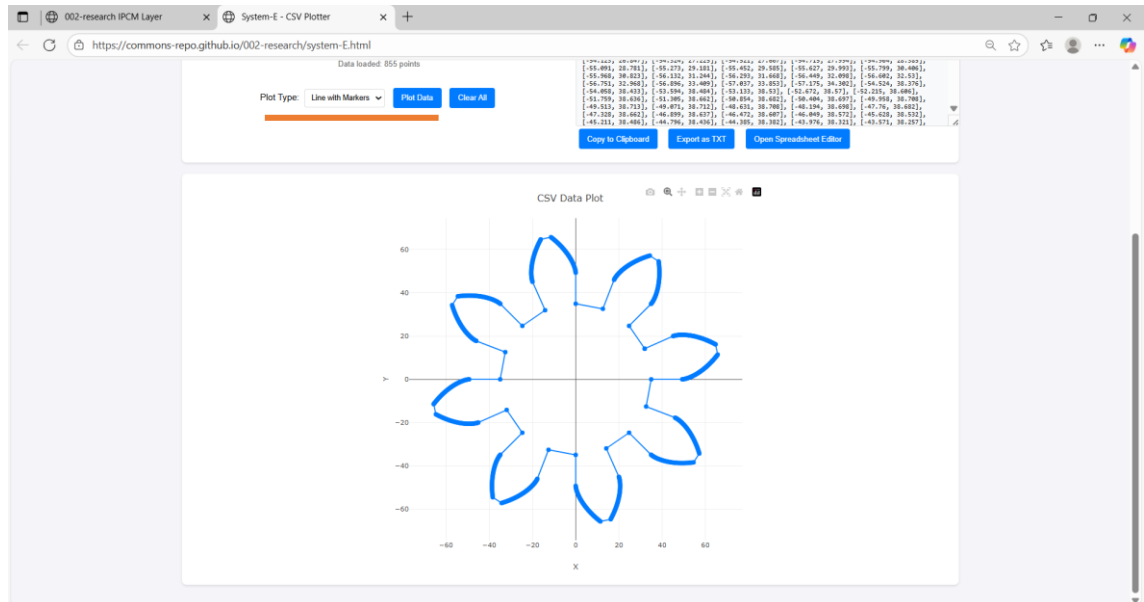 002-research IPCM Layer
System-E - CSV Plotter
https://commons-repo.github.io/002-research/system-E.html
Data loaded: 855 points
[-55.091, 28.781], [-55.273, 29.181], [-55.452, 29.585], [-55.627, 29.993], [-55.799, 30.406],
[-55.968, 30.823], [-56.132, 31.244], [-56.293, 31.668], [-56.449, 32.098], [-56.602, 32.53],
[-56.751, 32.968], [-56.896, 33.409], [-57.037, 33.853], [-57.175, 34.302], [-54.524, 38.376],
[-54.058, 38.433], [-53.594, 38.484], [-53.133, 38.53], [-52.672, 38.57], [-52.215, 38.606],
[-51.759, 38.636], [-51.305, 38.662], [-50.854, 38.682], [-50.404, 38.697], [-49.958, 38.708],
[-49.513, 38.713], [-49.071, 38.712], [-48.631, 38.708], [-48.194, 38.698], [-47.76, 38.682],
[-47.328, 38.662], [-46.899, 38.637], [-46.472, 38.607], [-46.049, 38.572], [-45.628, 38.532],
[-45.211, 38.486], [-44.796, 38.436], [-44.385, 38.382], [-43.976, 38.321], [-43.571, 38.257],
Plot Type: Line with Markers Plot Data Clear All
Copy to Clipboard Export as TXT Open Spreadsheet Editor
CSV Data Plot
60
40
20
0
−20
−40
−60
Y
−60 −40 −20 0 20 40 60
X